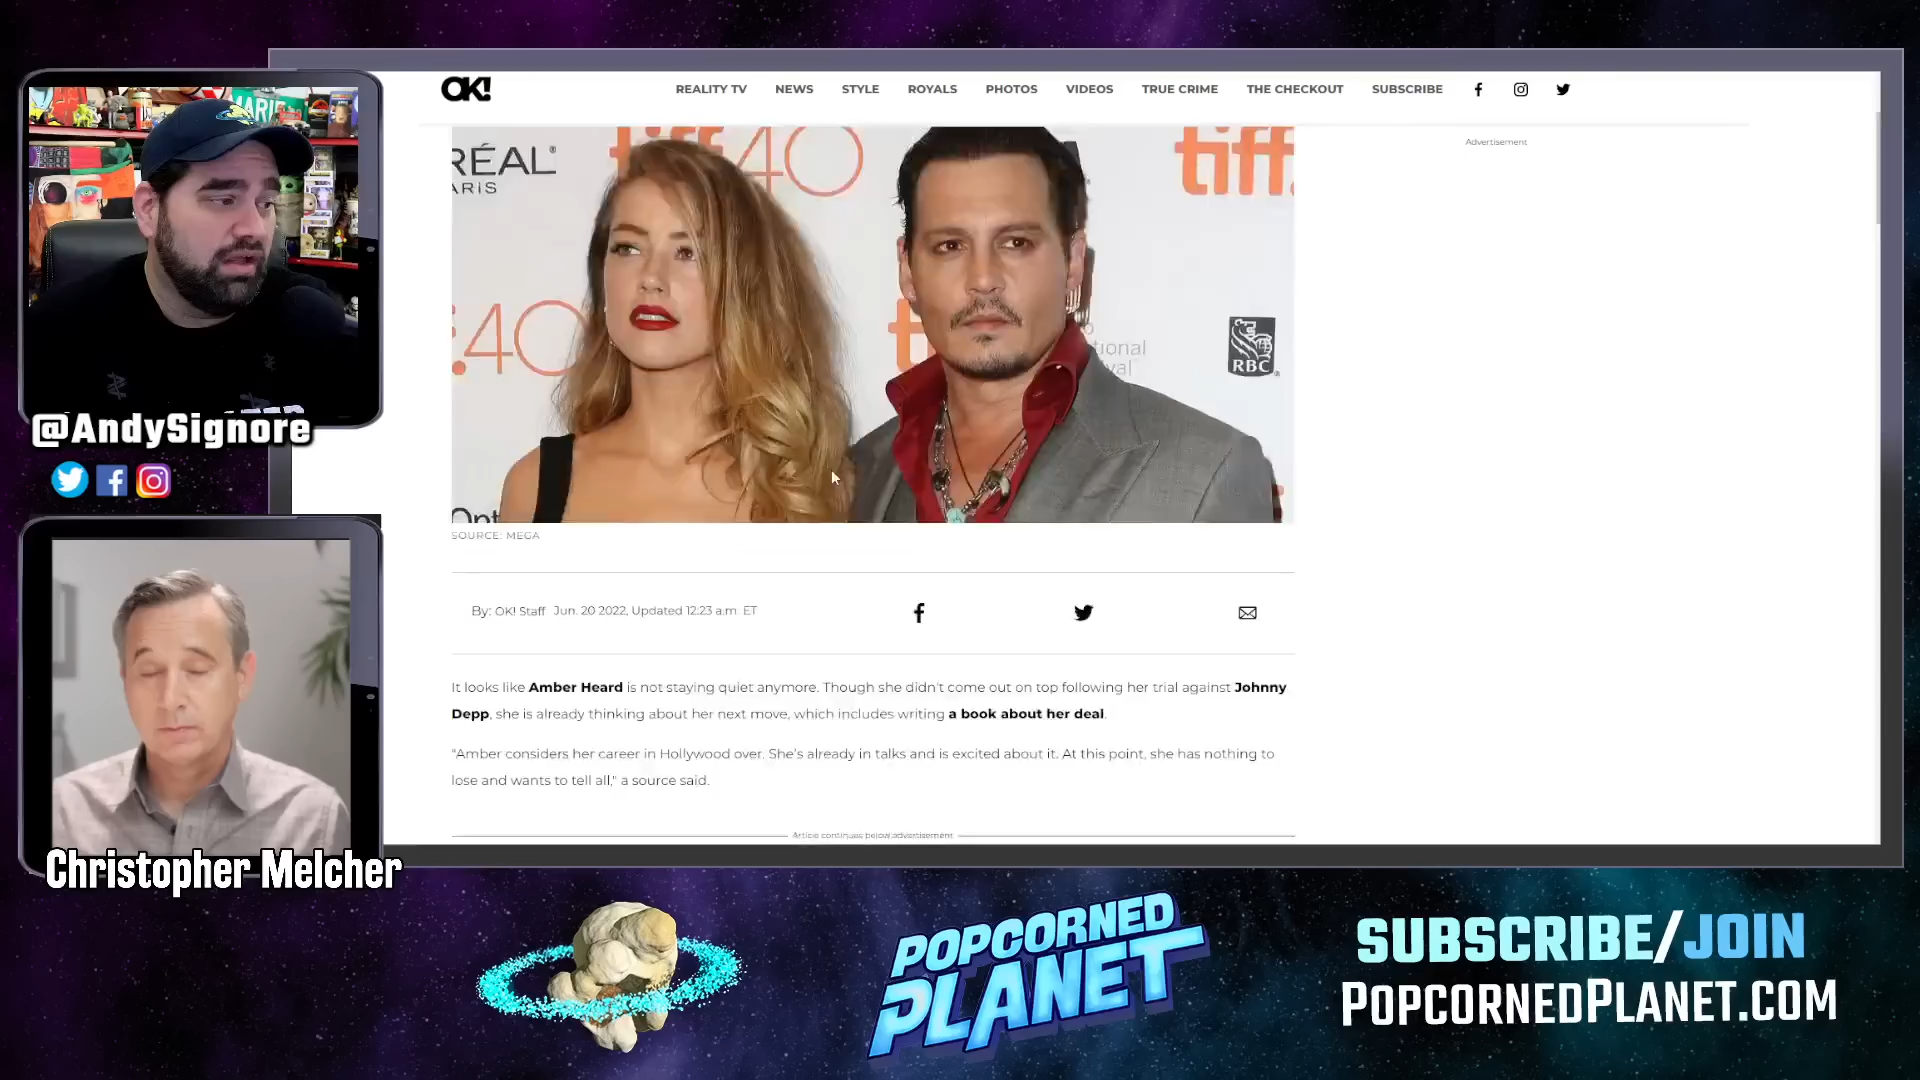 OK!
REALITY TV NEWS STYLE ROYALS PHOTOS VIDEOS TRUE CRIME THE CHECKOUT SUBSCRIBE
Advertisement
MARIE
RÉAL
ARIS
tiff.40
tiff.
f.40
t
tional
val
RBC
Opt
SOURCE: MEGA
@AndySignore
By: OK! Staff Jun. 20 2022, Updated 12:23 a.m. ET
It looks like Amber Heard is not staying quiet anymore. Though she didn't come out on top following her trial against Johnny
Depp, she is already thinking about her next move, which includes writing a book about her deal.
"Amber considers her career in Hollywood over. She's already in talks and is excited about it. At this point, she has nothing to
lose and wants to tell all," a source said.
Article continues below advertisement
Christopher Melcher
POPCORNED
PLANET
SUBSCRIBE/JOIN
POPCORNEDPLANET.COM